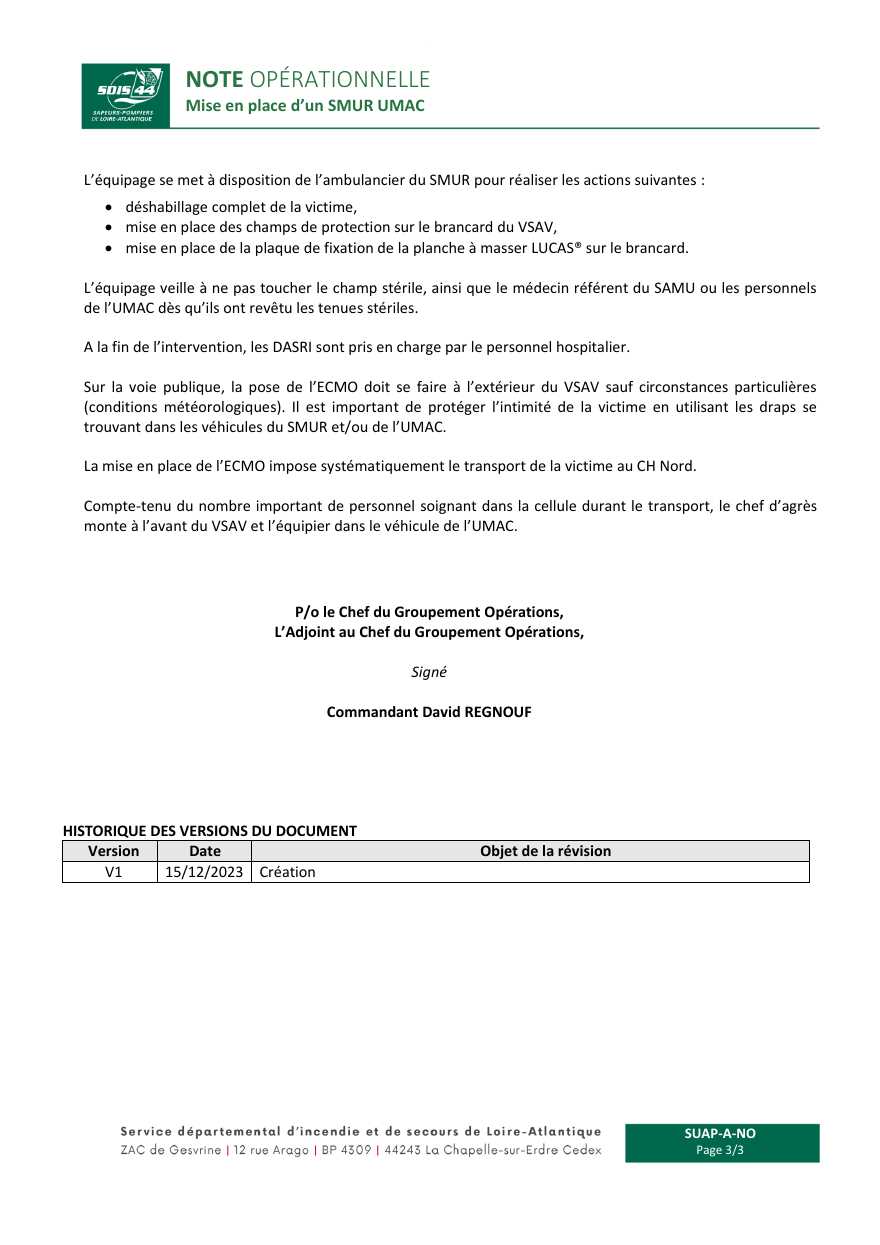 SDIS 44
SAPEURS-POMPIERS
DE LOIRE-ATLANTIQUE
NOTE OPÉRATIONNELLE
Mise en place d’un SMUR UMAC
L’équipage se met à disposition de l’ambulancier du SMUR pour réaliser les actions suivantes :
• déshabillage complet de la victime,
• mise en place des champs de protection sur le brancard du VSAV,
• mise en place de la plaque de fixation de la planche à masser LUCAS® sur le brancard.
L’équipage veille à ne pas toucher le champ stérile, ainsi que le médecin référent du SAMU ou les personnels
de l’UMAC dès qu’ils ont revêtu les tenues stériles.
A la fin de l’intervention, les DASRI sont pris en charge par le personnel hospitalier.
Sur la voie publique, la pose de l’ECMO doit se faire à l’extérieur du VSAV sauf circonstances particulières
(conditions météorologiques). Il est important de protéger l’intimité de la victime en utilisant les draps se
trouvant dans les véhicules du SMUR et/ou de l’UMAC.
La mise en place de l’ECMO impose systématiquement le transport de la victime au CH Nord.
Compte-tenu du nombre important de personnel soignant dans la cellule durant le transport, le chef d’agrès
monte à l’avant du VSAV et l’équipier dans le véhicule de l’UMAC.
P/o le Chef du Groupement Opérations,
L’Adjoint au Chef du Groupement Opérations,
Signé
Commandant David REGNOUF
HISTORIQUE DES VERSIONS DU DOCUMENT
Version Date Objet de la révision
V1 15/12/2023 Création
Service départemental d’incendie et de secours de Loire-Atlantique
ZAC de Gesvrine | 12 rue Arago | BP 4309 | 44243 La Chapelle-sur-Erdre Cedex
SUAP-A-NO
Page 3/3